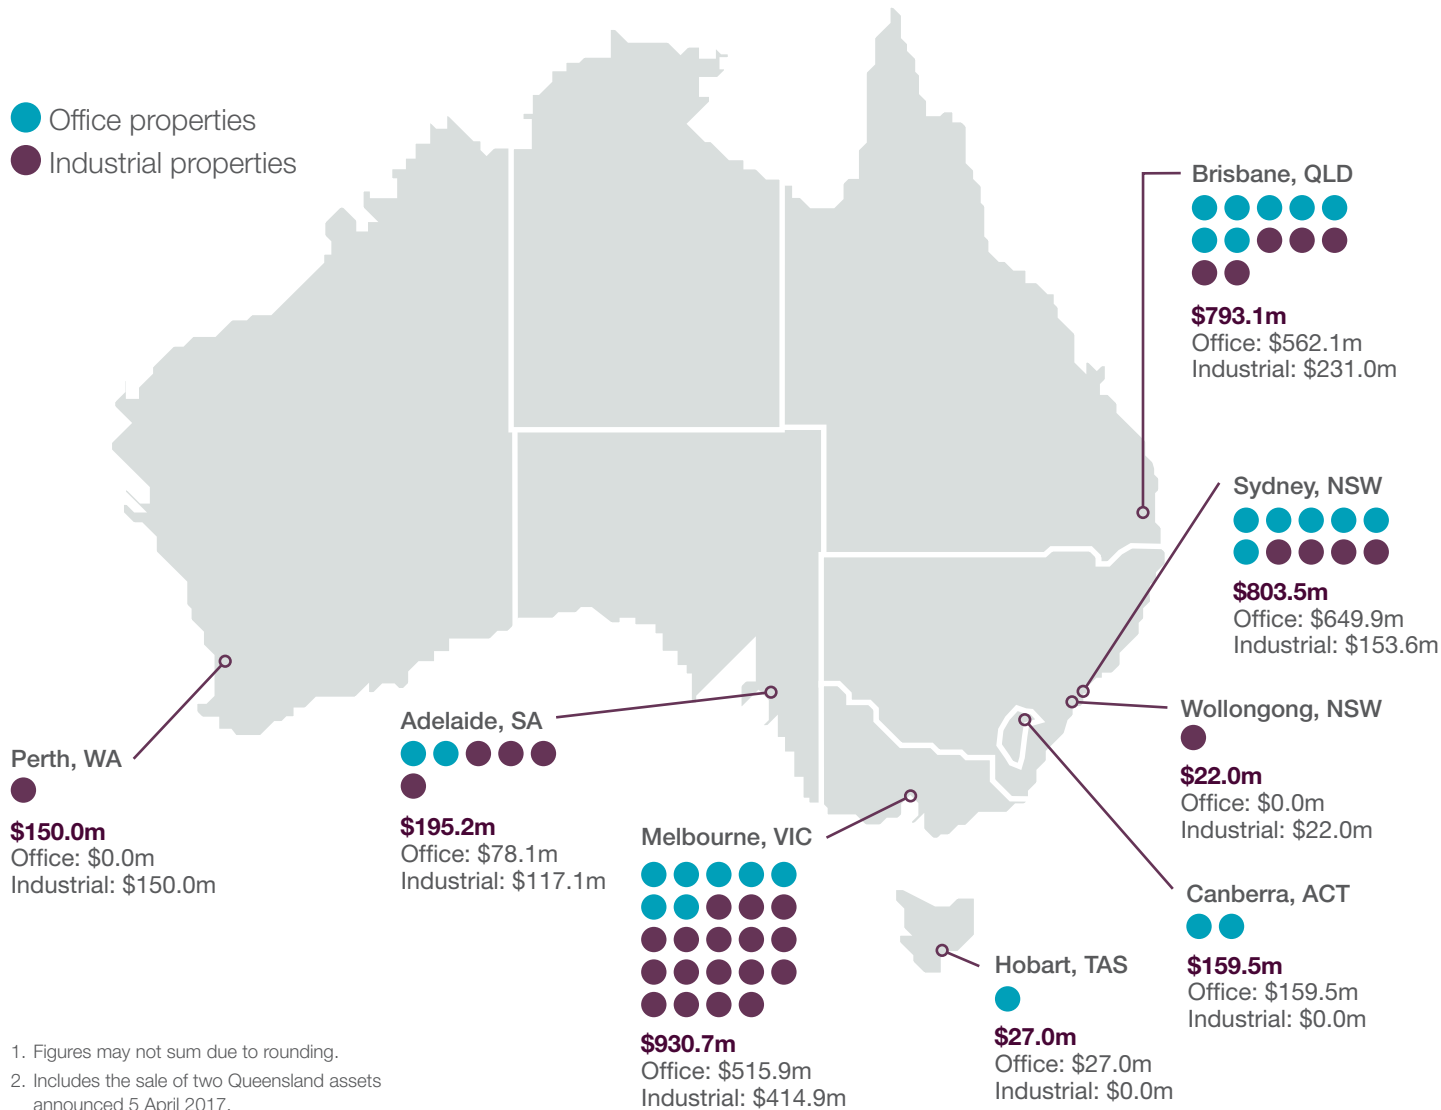 Office properties
Industrial properties
Brisbane, QLD
$793.1m
Office: $562.1m
Industrial: $231.0m
Sydney, NSW
$803.5m
Office: $649.9m
Industrial: $153.6m
Wollongong, NSW
$22.0m
Office: $0.0m
Industrial: $22.0m
Canberra, ACT
$159.5m
Office: $159.5m
Industrial: $0.0m
Hobart, TAS
$27.0m
Office: $27.0m
Industrial: $0.0m
Melbourne, VIC
$930.7m
Office: $515.9m
Industrial: $414.9m
Adelaide, SA
$195.2m
Office: $78.1m
Industrial: $117.1m
Perth, WA
$150.0m
Office: $0.0m
Industrial: $150.0m
1. Figures may not sum due to rounding.
2. Includes the sale of two Queensland assets
announced 5 April 2017.